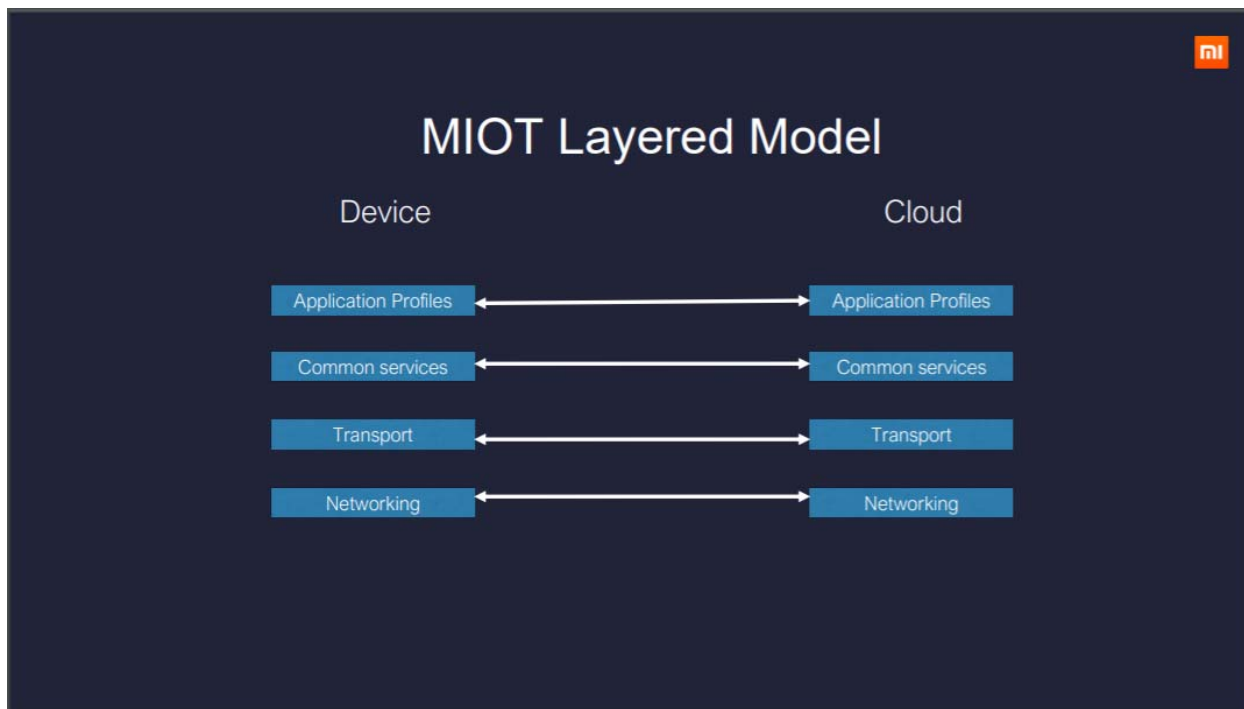 mi
MIOT Layered Model
Device Cloud
Application Profiles Application Profiles
Common services Common services
Transport Transport
Networking Networking